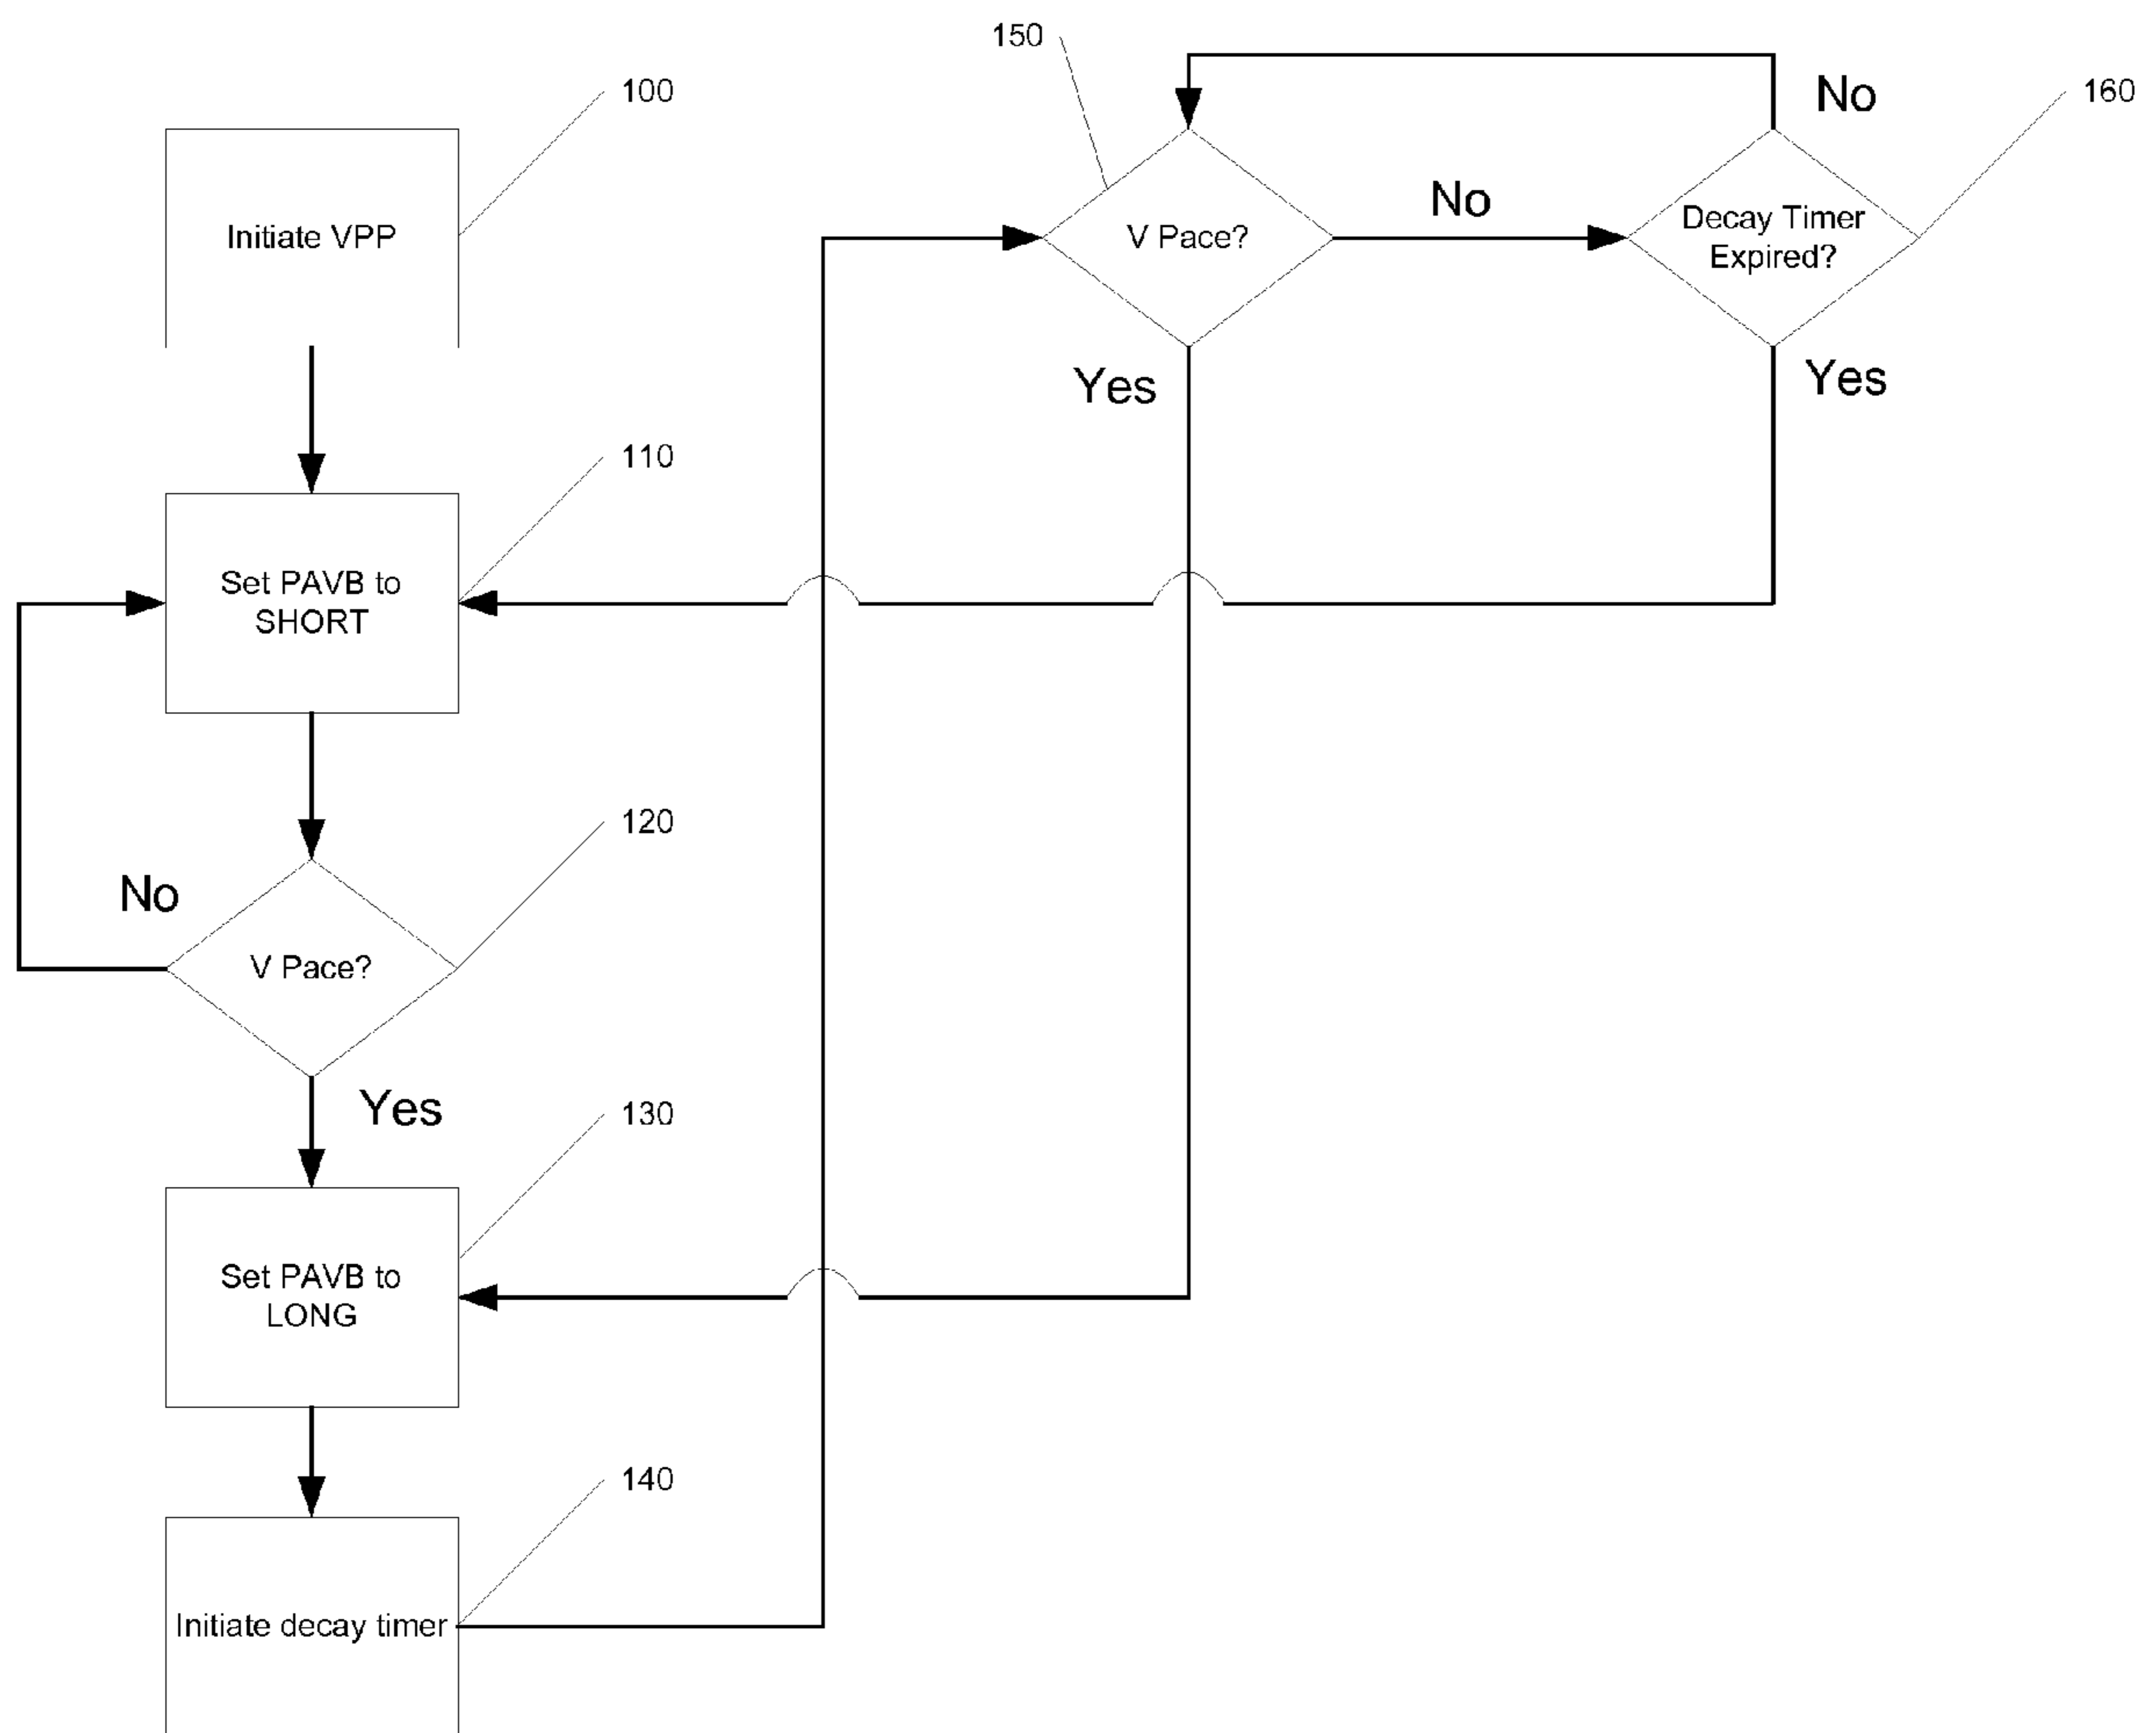 150
No
160
100
Initiate VPP
V Pace?
No
Decay Timer
Expired?
Yes
Yes
110
Set PAVB to
SHORT
120
No
V Pace?
Yes
130
Set PAVB to
LONG
140
Initiate decay timer